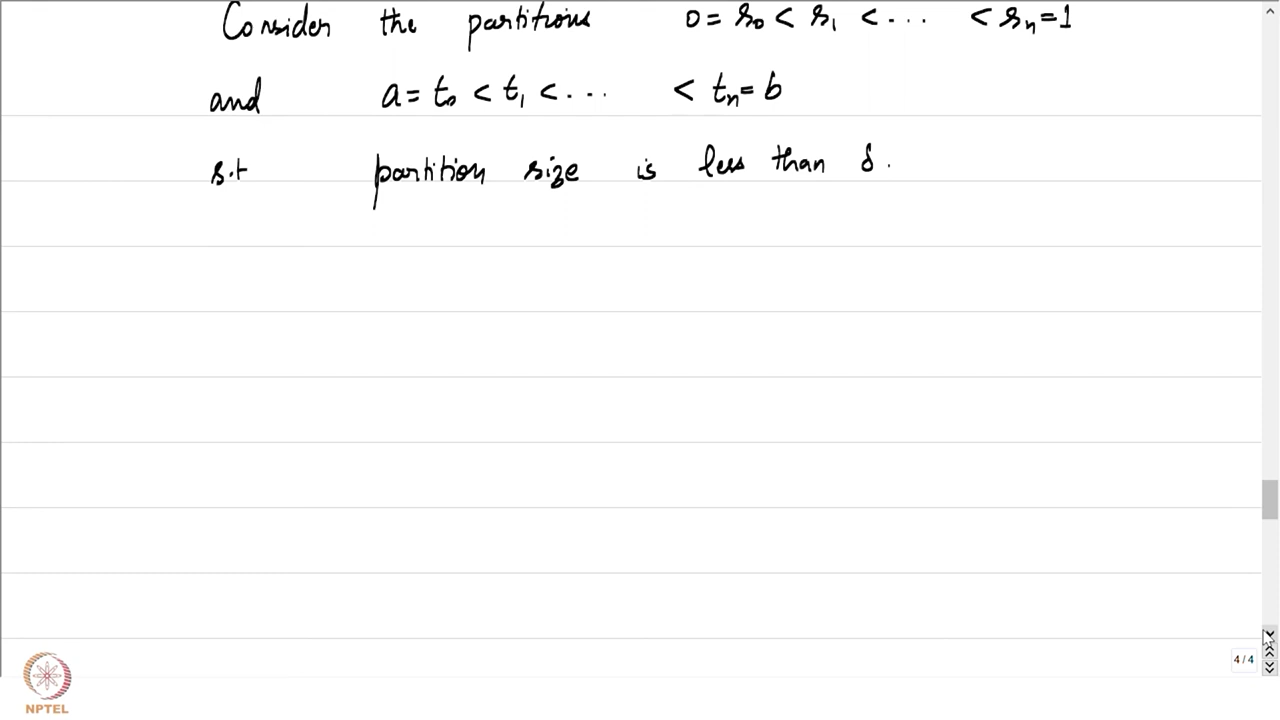 Consider the partitions 0 = s₀ < s₁ < ... < sₙ = 1
and a = t₀ < t₁ < ... < tₙ = b
s.t partition size is less than δ.
4 / 4
NPTEL